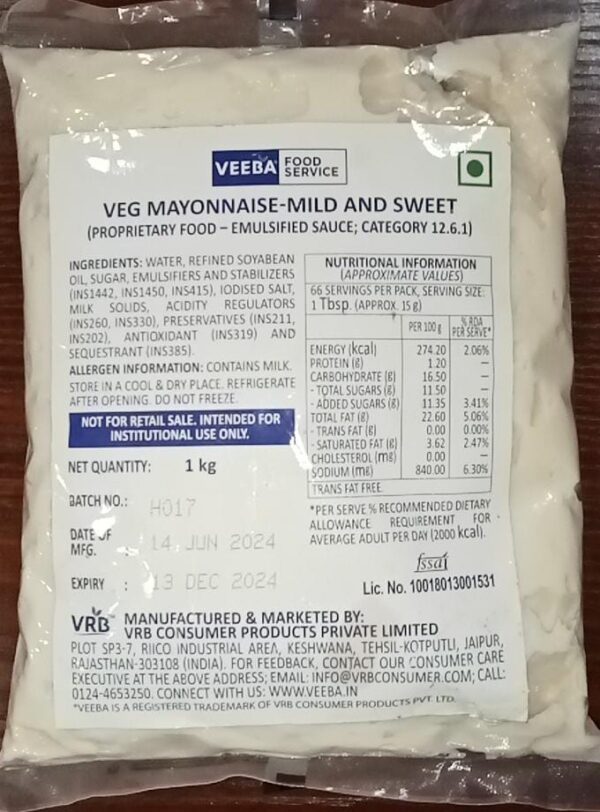 VEEBA FOOD SERVICE
VEG MAYONNAISE-MILD AND SWEET
(PROPRIETARY FOOD – EMULSIFIED SAUCE; CATEGORY 12.6.1)
INGREDIENTS: WATER, REFINED SOYABEAN
OIL, SUGAR, EMULSIFIERS AND STABILIZERS
(INS1442, INS1450, INS415), IODISED SALT,
MILK SOLIDS, ACIDITY REGULATORS
(INS260, INS330), PRESERVATIVES (INS211,
INS202), ANTIOXIDANT (INS319) AND
SEQUESTRANT (INS385).
ALLERGEN INFORMATION: CONTAINS MILK.
STORE IN A COOL & DRY PLACE. REFRIGERATE
AFTER OPENING. DO NOT FREEZE.
NOT FOR RETAIL SALE. INTENDED FOR
INSTITUTIONAL USE ONLY.
NET QUANTITY: 1 kg
BATCH NO.: H017
DATE OF
MFG. : 14 JUN 2024
EXPIRY : 13 DEC 2024
NUTRITIONAL INFORMATION
(APPROXIMATE VALUES)
66 SERVINGS PER PACK, SERVING SIZE:
1 Tbsp. (APPROX. 15 g)
PER 100 g % RDA PER SERVE*
ENERGY (kcal) 274.20 2.06%
PROTEIN (g) 1.20 –
CARBOHYDRATE (g) 16.50 –
- TOTAL SUGARS (g) 11.50 –
- ADDED SUGARS (g) 11.35 3.41%
TOTAL FAT (g) 22.60 5.06%
- TRANS FAT (g) 0.00 0.00%
- SATURATED FAT (g) 3.62 2.47%
CHOLESTEROL (mg) 0.00 –
SODIUM (mg) 840.00 6.30%
TRANS FAT FREE
*PER SERVE % RECOMMENDED DIETARY
ALLOWANCE REQUIREMENT FOR
AVERAGE ADULT PER DAY (2000 kcal).
fssai
Lic. No. 10018013001531
VRB MANUFACTURED & MARKETED BY:
VRB CONSUMER PRODUCTS PRIVATE LIMITED
PLOT SP3-7, RIICO INDUSTRIAL AREA, KESHWANA, TEHSIL-KOTPUTLI, JAIPUR,
RAJASTHAN-303108 (INDIA). FOR FEEDBACK, CONTACT OUR CONSUMER CARE
EXECUTIVE AT THE ABOVE ADDRESS; EMAIL: INFO@VRBCONSUMER.COM; CALL:
0124-4653250. CONNECT WITH US: WWW.VEEBA.IN
*VEEBA IS A REGISTERED TRADEMARK OF VRB CONSUMER PRODUCTS PVT. LTD.